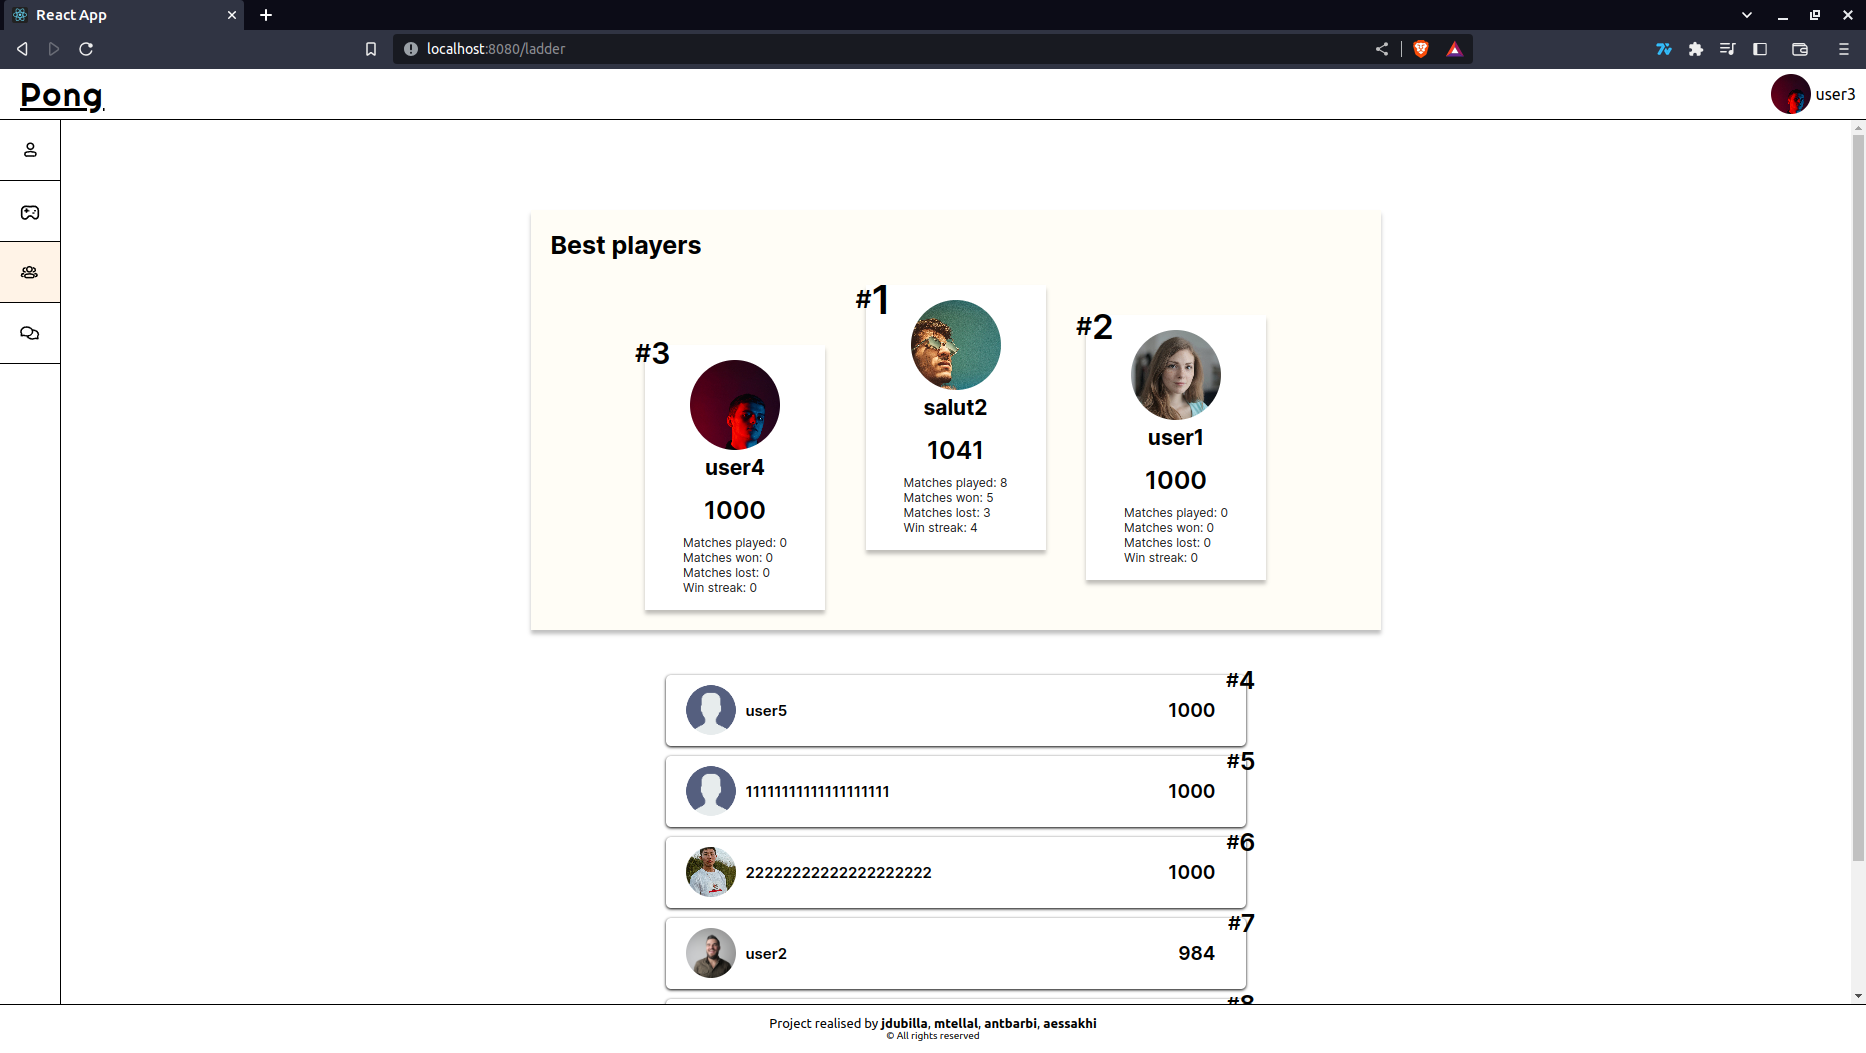 React App
localhost:8080/ladder
Pong
user3
Best players
#1
salut2
1041
Matches played: 8
Matches won: 5
Matches lost: 3
Win streak: 4
#2
user1
1000
Matches played: 0
Matches won: 0
Matches lost: 0
Win streak: 0
#3
user4
1000
Matches played: 0
Matches won: 0
Matches lost: 0
Win streak: 0
#4
user5 1000
#5
11111111111111111111 1000
#6
22222222222222222222 1000
#7
user2 984
#8
Project realised by jdubilla, mtellal, antbarbi, aessakhi
© All rights reserved